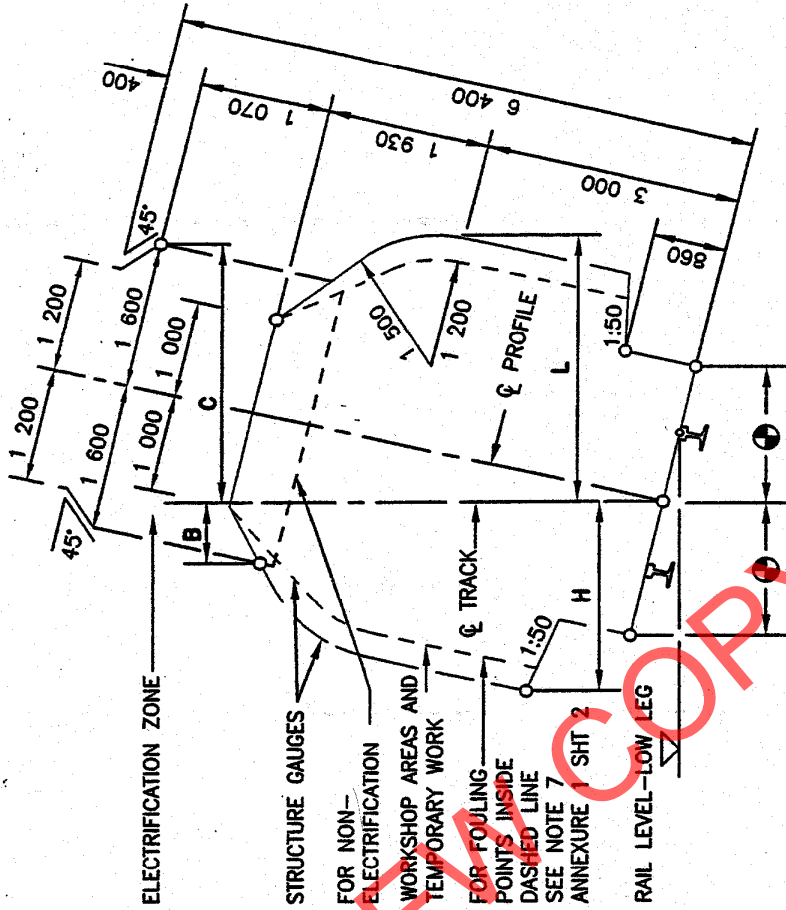 400
45°
1 200
1 200
1 600
1 600
1 000
1 000
45°
C
B
1 070
1 930
6 400
3 000
860
ELECTRIFICATION ZONE
STRUCTURE GAUGES
FOR NON-
ELECTRIFICATION
WORKSHOP AREAS AND
TEMPORARY WORK
FOR FOULING
POINTS INSIDE
DASHED LINE
SEE NOTE 7
ANNEXURE 1 SHT 2
RAIL LEVEL-LOW LEG
1 500
1 200
℄ PROFILE
L
1:50
℄ TRACK
H
1:50
EW COPY